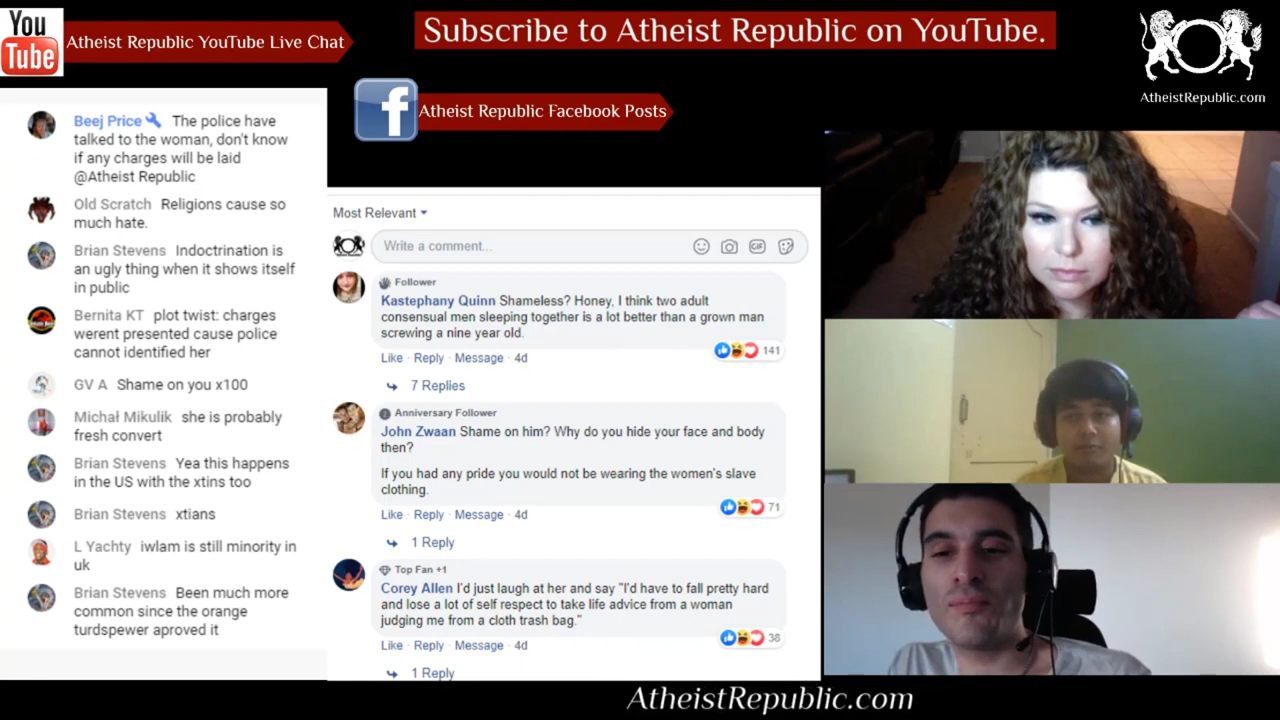 You
Tube
Atheist Republic YouTube Live Chat
Subscribe to Atheist Republic on YouTube.
AtheistRepublic.com
f
Atheist Republic Facebook Posts
Beej Price The police have
talked to the woman, don't know
if any charges will be laid
@Atheist Republic
Old Scratch Religions cause so
much hate.
Brian Stevens Indoctrination is
an ugly thing when it shows itself
in public
Bernita KT plot twist: charges
werent presented cause police
cannot identified her
GV A Shame on you x100
Michał Mikulik she is probably
fresh convert
Brian Stevens Yea this happens
in the US with the xtins too
Brian Stevens xtians
L Yachty iwlam is still minority in
uk
Brian Stevens Been much more
common since the orange
turdspewer aproved it
Most Relevant
Write a comment...
GIF
Follower
Kastephany Quinn Shameless? Honey, I think two adult
consensual men sleeping together is a lot better than a grown man
screwing a nine year old.
141
Like · Reply · Message · 4d
7 Replies
Anniversary Follower
John Zwaan Shame on him? Why do you hide your face and body
then?
If you had any pride you would not be wearing the women's slave
clothing.
71
Like · Reply · Message · 4d
1 Reply
Top Fan +1
Corey Allen I'd just laugh at her and say "I'd have to fall pretty hard
and lose a lot of self respect to take life advice from a woman
judging me from a cloth trash bag."
38
Like · Reply · Message · 4d
1 Reply
AtheistRepublic.com